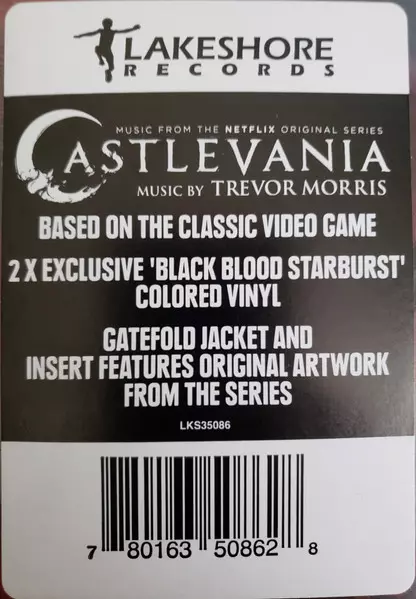 LAKESHORE
RECORDS
MUSIC FROM THE NETFLIX ORIGINAL SERIES
CASTLEVANIA
MUSIC BY TREVOR MORRIS
BASED ON THE CLASSIC VIDEO GAME
2 X EXCLUSIVE 'BLACK BLOOD STARBURST'
COLORED VINYL
GATEFOLD JACKET AND
INSERT FEATURES ORIGINAL ARTWORK
FROM THE SERIES
LKS35086
7 80163 50862 8